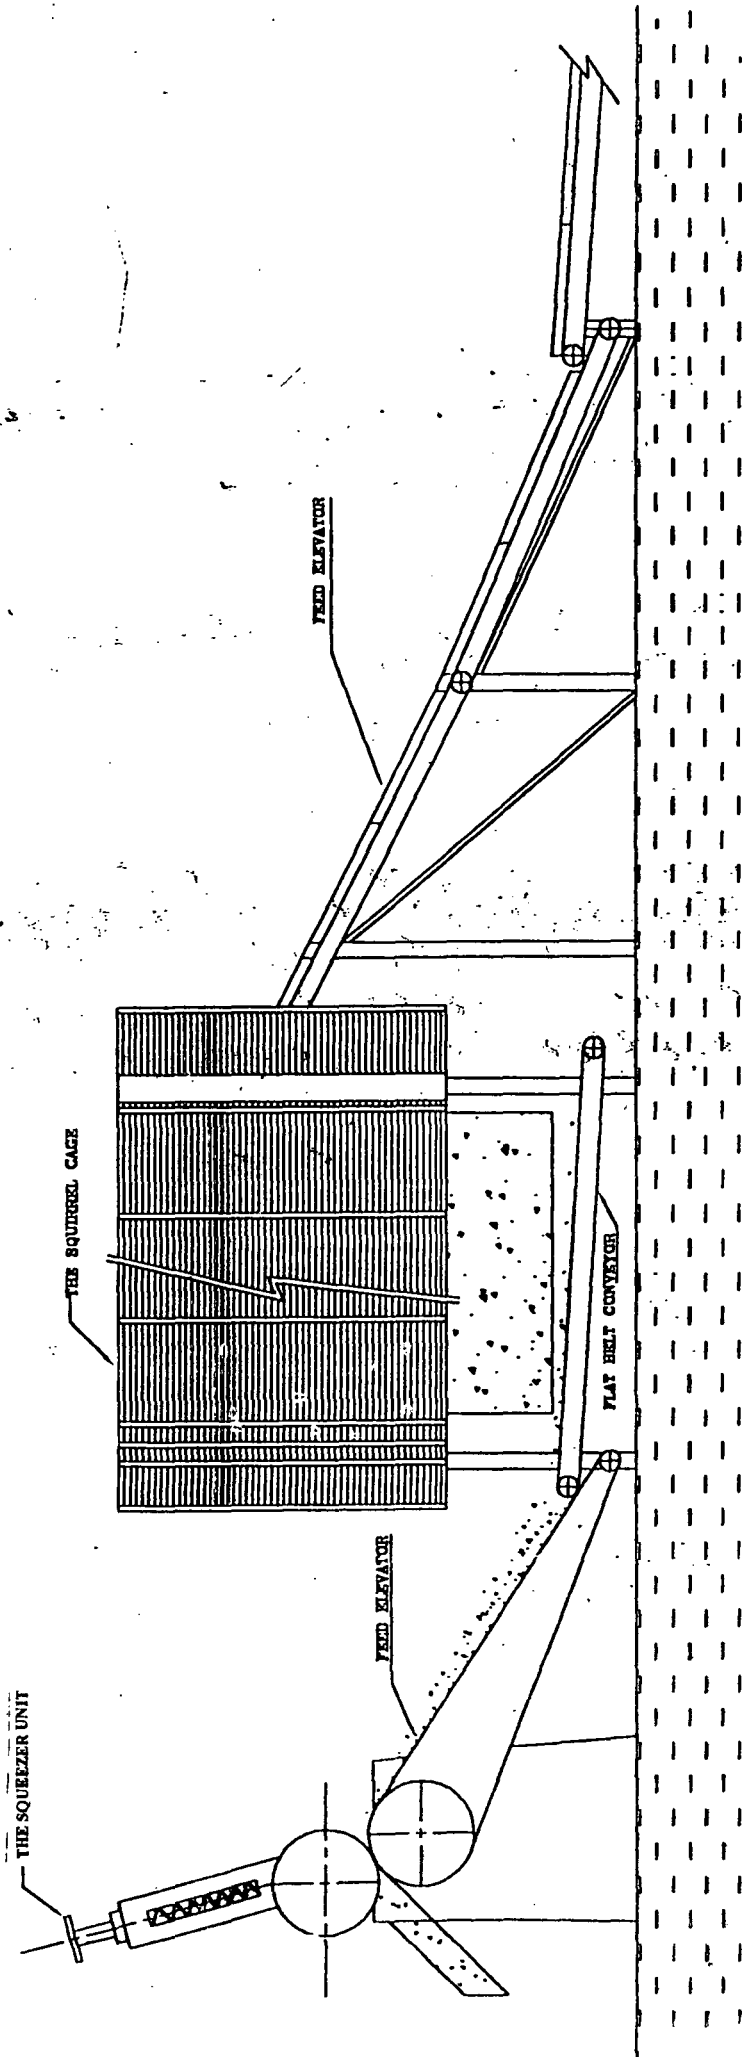 THE SQUEEZER UNIT
FEED ELEVATOR
THE SQUIRREL CAGE
FLAT BELT CONVEYOR
FEED ELEVATOR